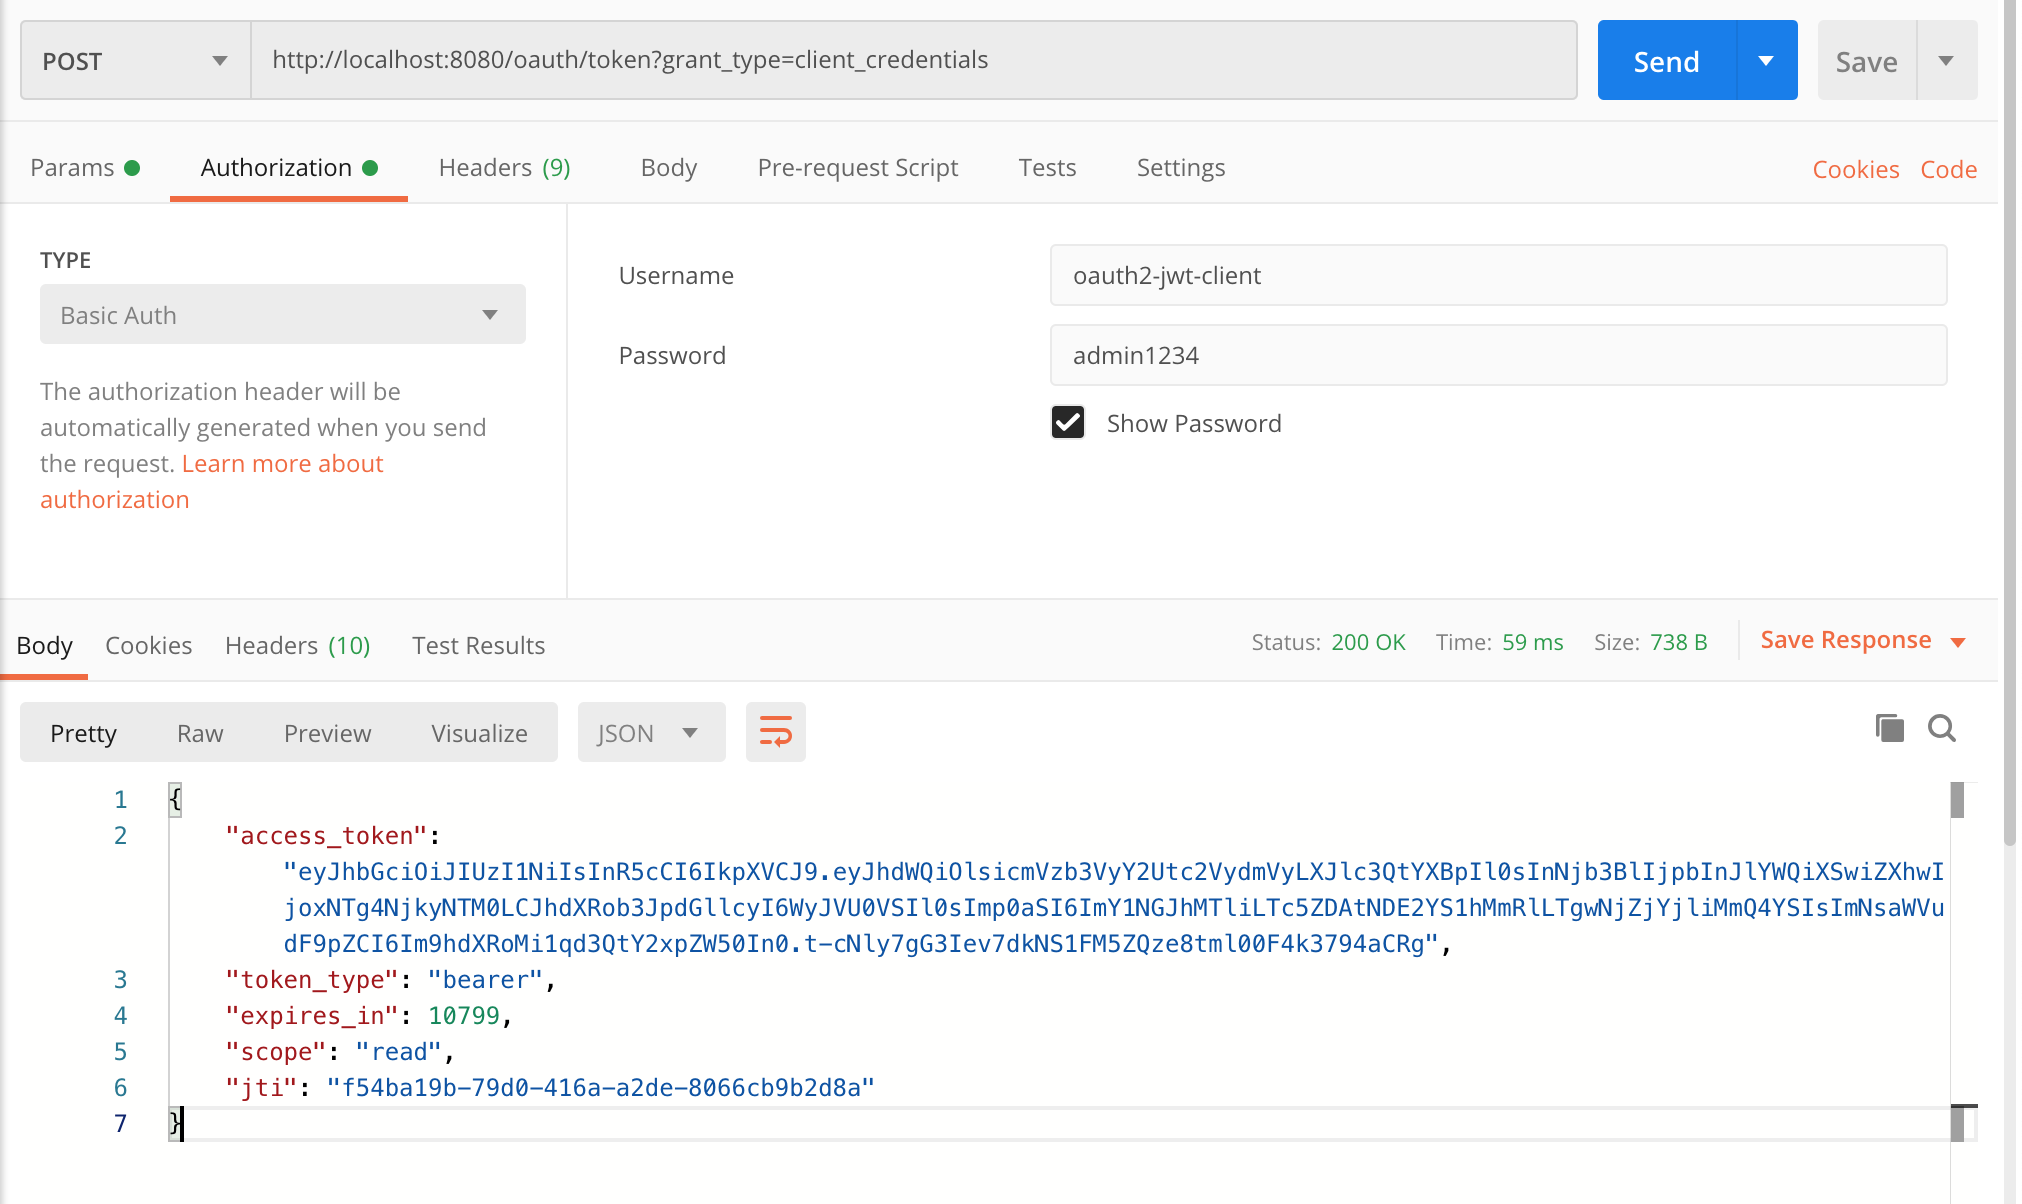 POST
http://localhost:8080/oauth/token?grant_type=client_credentials
Send
Save
Params
Authorization
Headers (9)
Body
Pre-request Script
Tests
Settings
Cookies
Code
TYPE
Basic Auth
The authorization header will be
automatically generated when you send
the request. Learn more about
authorization
Username
oauth2-jwt-client
Password
admin1234
Show Password
Body
Cookies
Headers (10)
Test Results
Status: 200 OK
Time: 59 ms
Size: 738 B
Save Response
Pretty
Raw
Preview
Visualize
JSON
1 {
2 "access_token":
"eyJhbGciOiJIUzI1NiIsInR5cCI6IkpXVCJ9.eyJhdWQiOlsicmVzb3VyY2Utc2VydmVyLXJlc3QtYXBpIl0sInNjb3BlIjpbInJlYWQiXSwiZXhwI
joxNTg4NjkyNTM0LCJhdXRob3JpdGllcyI6WyJVU0VSIl0sImp0aSI6ImY1NGJhMTliLTc5ZDAtNDE2YS1hMmRlLTgwNjZjYjliMmQ4YSIsImNsaWVu
dF9pZCI6Im9hdXRoMi1qd3QtY2xpZW50In0.t-cNly7gG3Iev7dkNS1FM5ZQze8tml00F4k3794aCRg",
3 "token_type": "bearer",
4 "expires_in": 10799,
5 "scope": "read",
6 "jti": "f54ba19b-79d0-416a-a2de-8066cb9b2d8a"
7 }